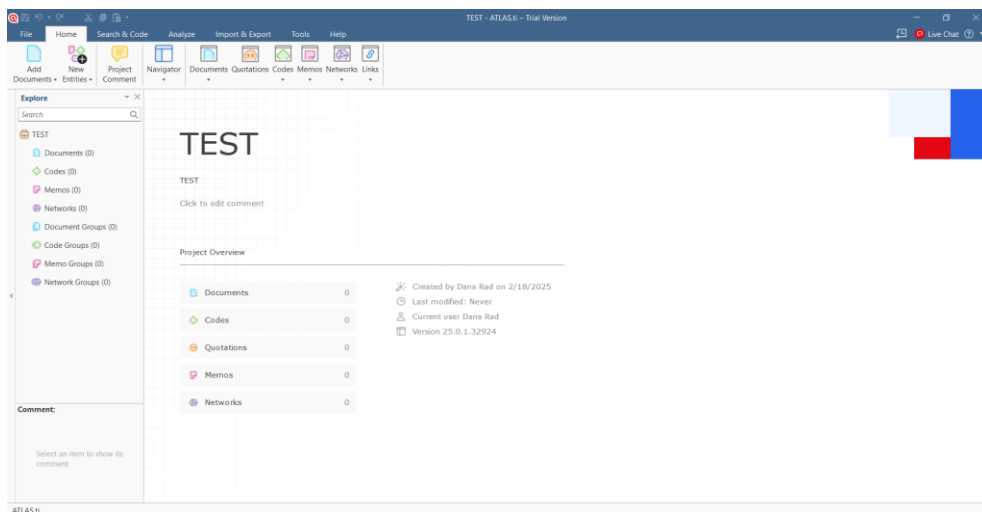 TEST - ATLAS.ti – Trial Version
File Home Search & Code Analyze Import & Export Tools Help
Live Chat
Add Documents
New Entities
Project Comment
Navigator
Documents
Quotations
Codes
Memos
Networks
Links
Explore
Search
TEST
Documents (0)
Codes (0)
Memos (0)
Networks (0)
Document Groups (0)
Code Groups (0)
Memo Groups (0)
Network Groups (0)
Comment:
Select an item to show its
comment
TEST
TEST
Click to edit comment
Project Overview
Documents 0
Codes 0
Quotations 0
Memos 0
Networks 0
Created by Dana Rad on 2/18/2025
Last modified: Never
Current user Dana Rad
Version 25.0.1.32924
ATLAS.ti